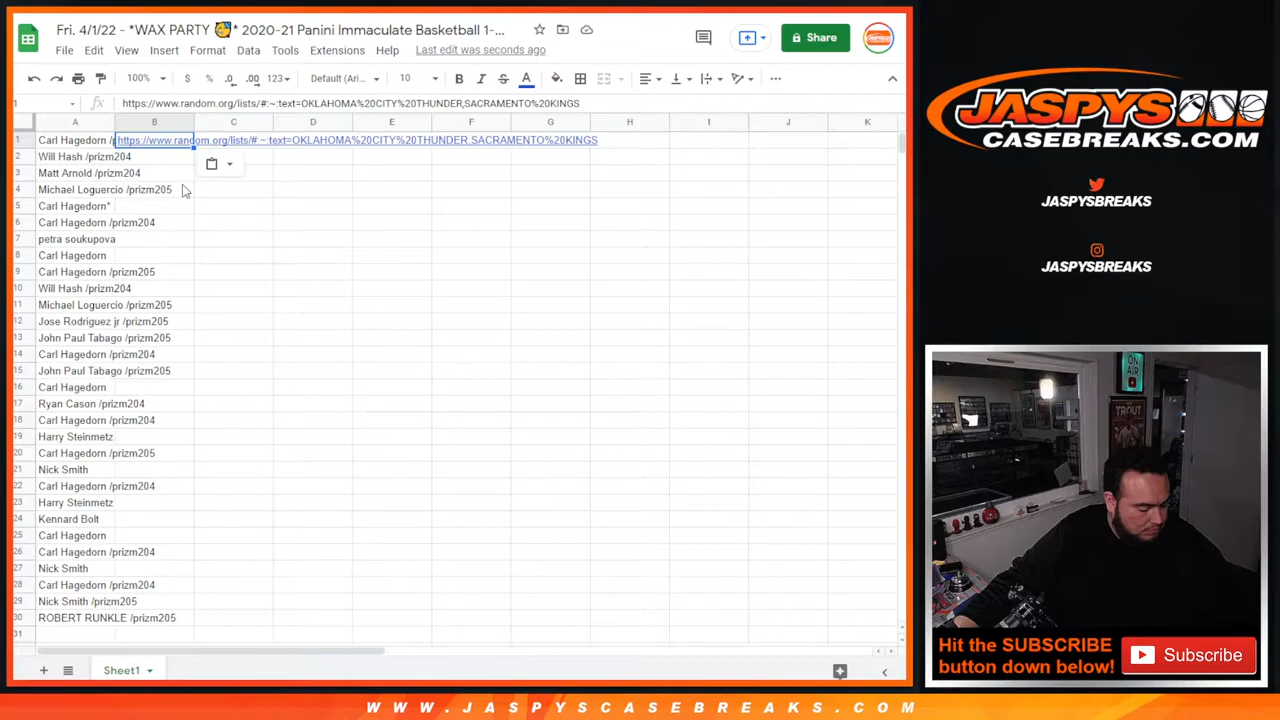 Fri. 4/1/22 - *WAX PARTY 🥳* 2020-21 Panini Immaculate Basketball 1-...
File Edit View Insert Format Data Tools Extensions Help Last edit was seconds ago
Share
100% $ % .0 .00 123 Default (Ari... 10 B I S A
1 fx https://www.random.org/lists/#:~:text=OKLAHOMA%20CITY%20THUNDER,SACRAMENTO%20KINGS
A B C D E F G H I J K
1 Carl Hagedorn /p https://www.random.org/lists/#:~:text=OKLAHOMA%20CITY%20THUNDER,SACRAMENTO%20KINGS
2 Will Hash /prizm204
3 Matt Arnold /prizm204
4 Michael Loguercio /prizm205
5 Carl Hagedorn*
6 Carl Hagedorn /prizm204
7 petra soukupova
8 Carl Hagedorn
9 Carl Hagedorn /prizm205
10 Will Hash /prizm204
11 Michael Loguercio /prizm205
12 Jose Rodriguez jr /prizm205
13 John Paul Tabago /prizm205
14 Carl Hagedorn /prizm204
15 John Paul Tabago /prizm205
16 Carl Hagedorn
17 Ryan Cason /prizm204
18 Carl Hagedorn /prizm204
19 Harry Steinmetz
20 Carl Hagedorn /prizm205
21 Nick Smith
22 Carl Hagedorn /prizm204
23 Harry Steinmetz
24 Kennard Bolt
25 Carl Hagedorn
26 Carl Hagedorn /prizm204
27 Nick Smith
28 Carl Hagedorn /prizm204
29 Nick Smith /prizm205
30 ROBERT RUNKLE /prizm205
31
Sheet1
JASPYS
CASEBREAKS.COM
JASPYSBREAKS
JASPYSBREAKS
ON
AIR
TROUT
Hit the SUBSCRIBE
button down below!
Subscribe
WWW.JASPYSCASEBREAKS.COM